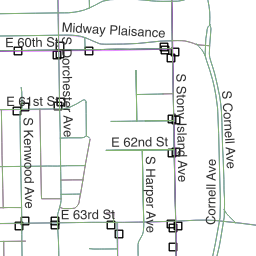 Midway Plaisance
E 60th St
S Dorchester Ave
E 61st St
S Kenwood Ave
S Stony Island Ave
S Cornell Ave
E 62nd St
S Harper Ave
Cornell Ave
E 63rd St